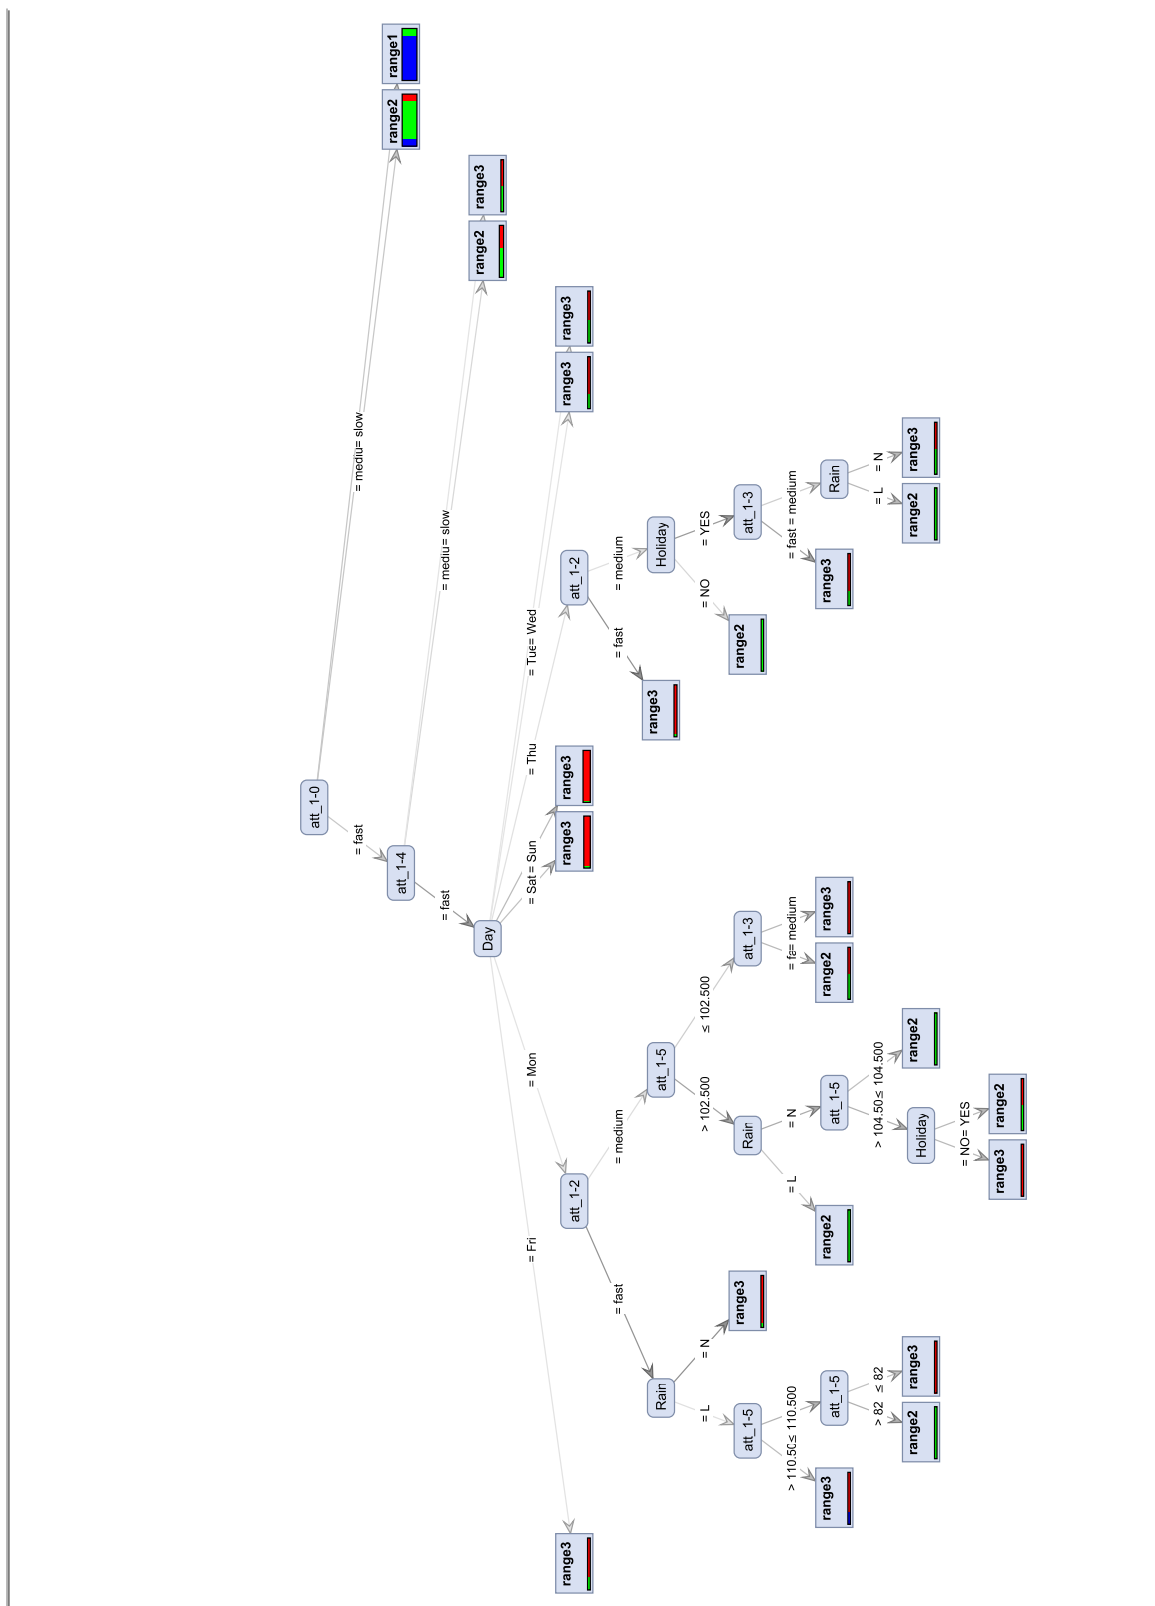 att_1-0
= fast = mediu= slow
att_1-4 range2 range1
= fast = mediu= slow
Day range2 range3
= Fri = Mon = Sat = Sun = Thu = Tue= Wed
range3 att_1-2 range3 range3 att_1-2 range3 range3
= fast = medium = fast = medium
Rain att_1-5 range3 Holiday
= L = N > 102.500 ≤ 102.500 = NO = YES
att_1-5 range3 Rain att_1-3 range2 att_1-3
> 110.50≤ 110.500 = L = N = fa= medium = fast = medium
range3 att_1-5 range2 att_1-5 range2 range3 range3 Rain
> 82 ≤ 82 > 104.50≤ 104.500 = L = N
range2 range3 Holiday range2 range2 range3
= NO= YES
range3 range2